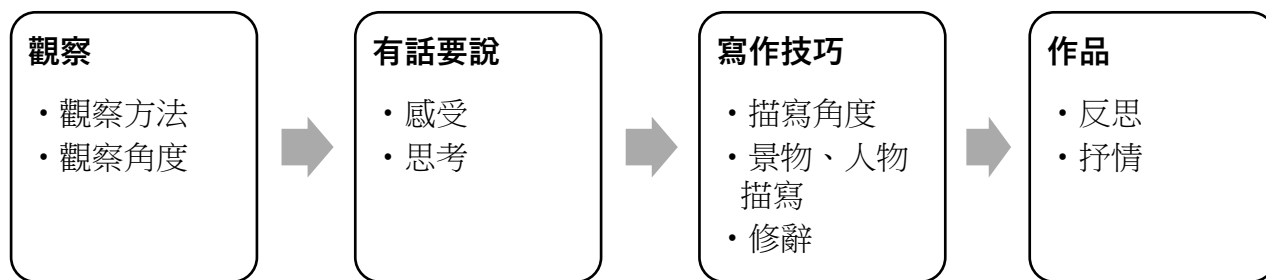 觀察
・觀察方法
・觀察角度
有話要說
・感受
・思考
寫作技巧
・描寫角度
・景物、人物
描寫
・修辭
作品
・反思
・抒情